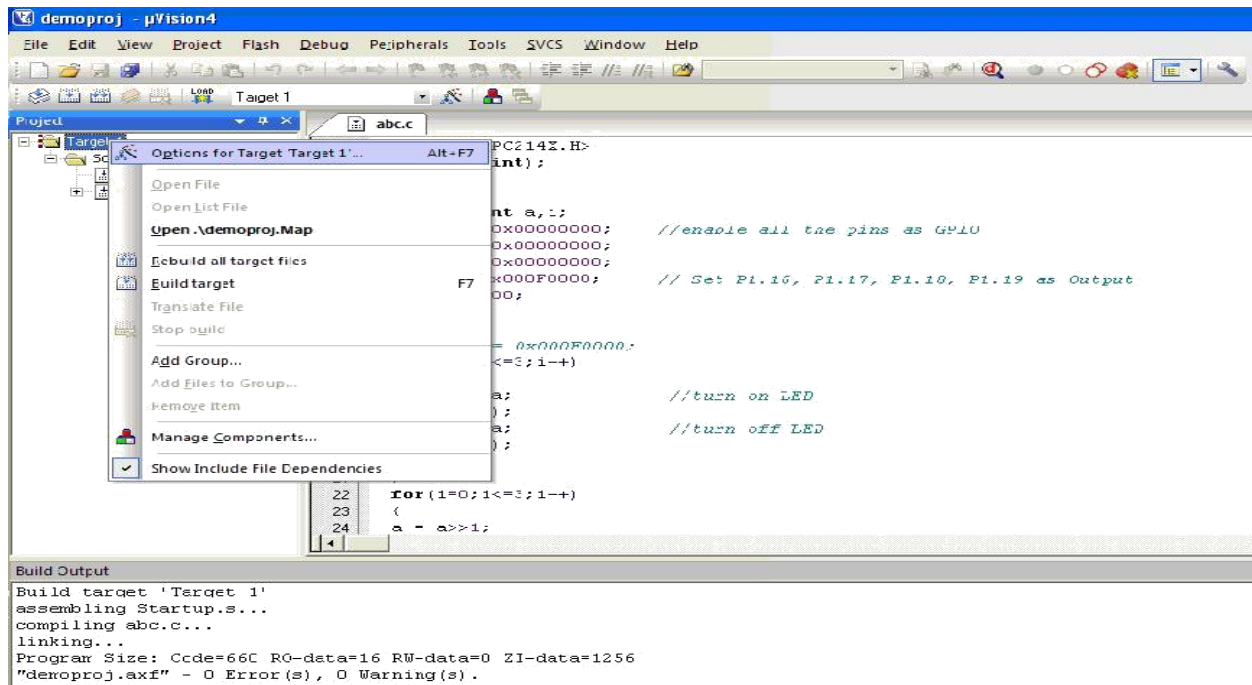 demoproj - µVision4
File Edit View Project Flash Debug Peripherals Tools SVCS Window Help
LOAD Target 1
Project
abc.c
Target
Options for Target 'Target 1'... Alt+F7
Open File
Open List File
Open .\demoproj.Map
Rebuild all target files
Build target F7
Translate File
Stop build
Add Group...
Add Files to Group...
Remove Item
Manage Components...
Show Include File Dependencies
PC214X.H>
int);
nt a,i;
0x00000000; //enable all the pins as GPIO
0x00000000;
0x00000000;
x000F0000; // Set P1.16, P1.17, P1.18, P1.19 as Output
00;
= 0x000F0000;
<=3;i++)
a; //turn on LED
);
a; //turn off LED
);
22 for(i=0;i<=3;i++)
23 {
24 a = a>>1;
Build Output
Build target 'Target 1'
assembling Startup.s...
compiling abc.c...
linking...
Program Size: Code=660 RO-data=16 RW-data=0 ZI-data=1256
"demoproj.axf" - 0 Error(s), 0 Warning(s).